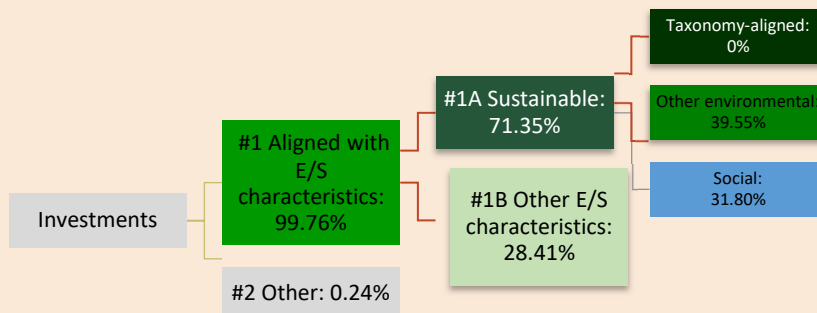 Investments
#1 Aligned with
E/S
characteristics:
99.76%
#2 Other: 0.24%
#1A Sustainable:
71.35%
#1B Other E/S
characteristics:
28.41%
Taxonomy-aligned:
0%
Other environmental:
39.55%
Social:
31.80%